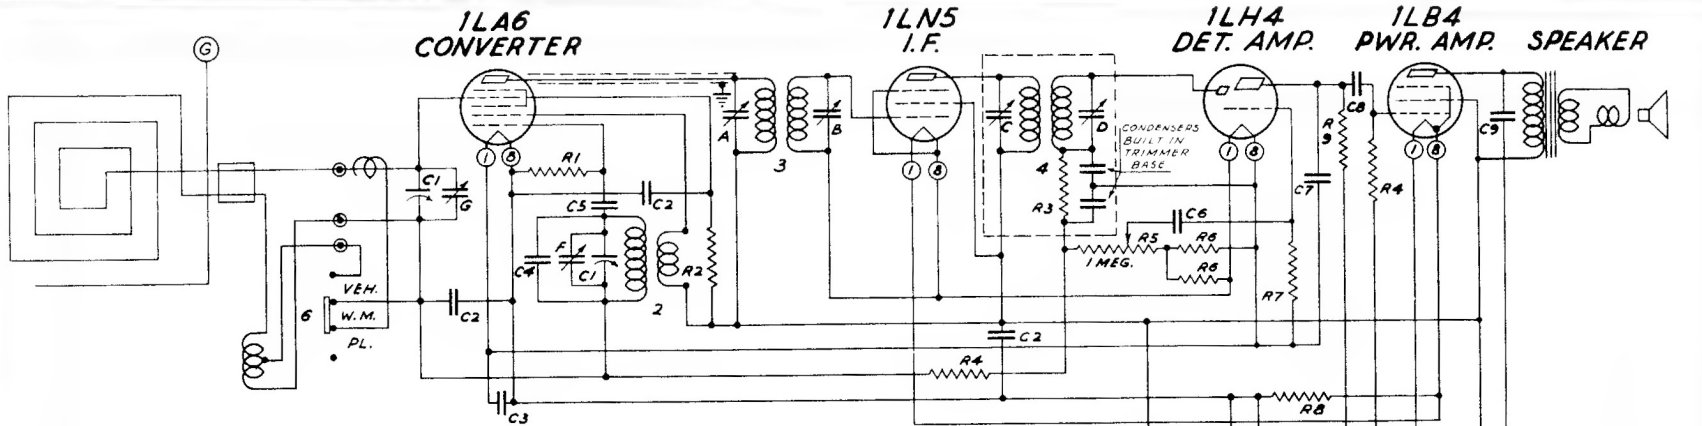 1LA6
CONVERTER
1LN5
I.F.
1LH4
DET. AMP.
1LB4
PWR. AMP.
SPEAKER
G
A
B
C
D
3
4
CONDENSERS
BUILT IN
TRIMMER
BASE
C8
R
9
C9
1
8
1
8
1
8
1
8
R1
C1
G
C2
C5
C7
R4
R3
C6
F
C4
C1
R2
2
R5
1 MEG.
R6
R6
R7
VEH.
6
W.M.
C2
PL.
C2
R4
C3
R8